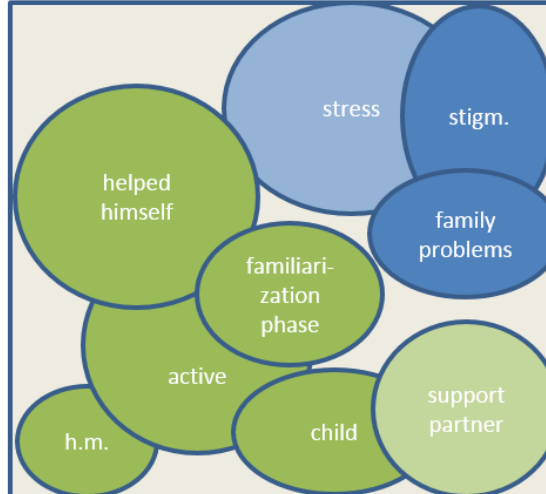 stress
stigm.
helped
himself
family
problems
familiari-
zation
phase
active
support
partner
child
h.m.